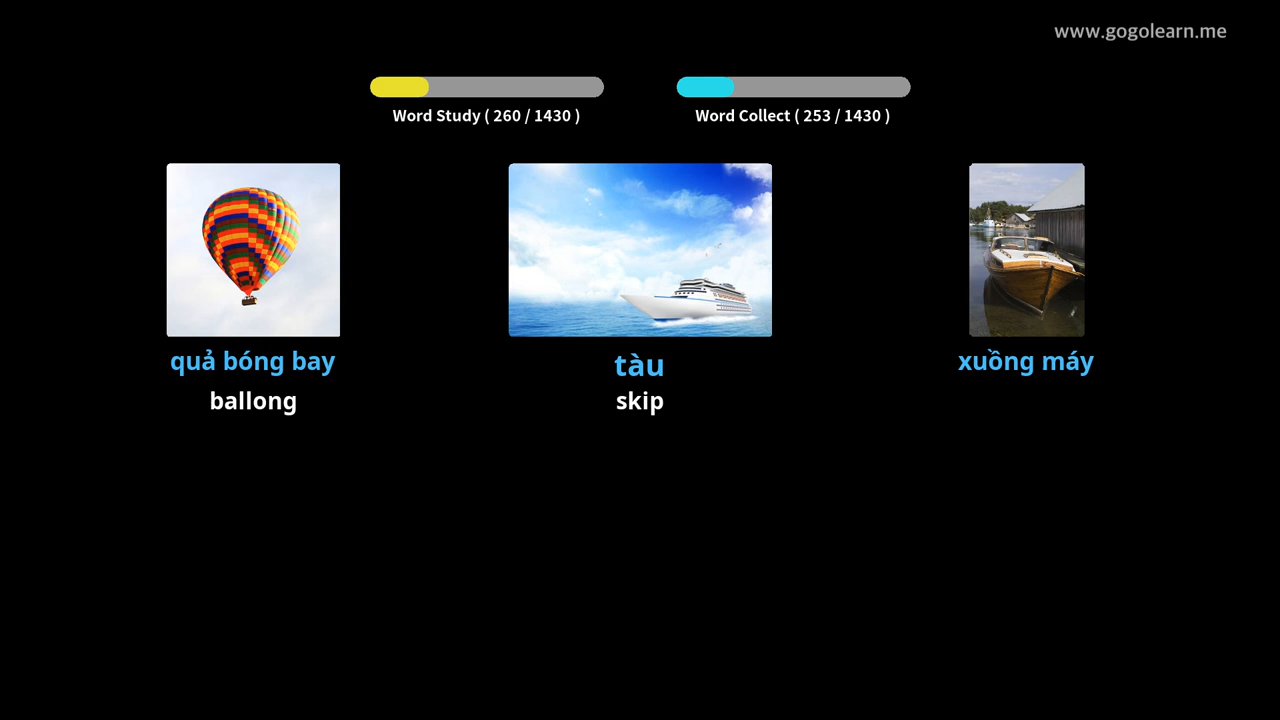 www.gogolearn.me
Word Study ( 260 / 1430 )
Word Collect ( 253 / 1430 )
quả bóng bay
ballong
tàu
skip
xuồng máy